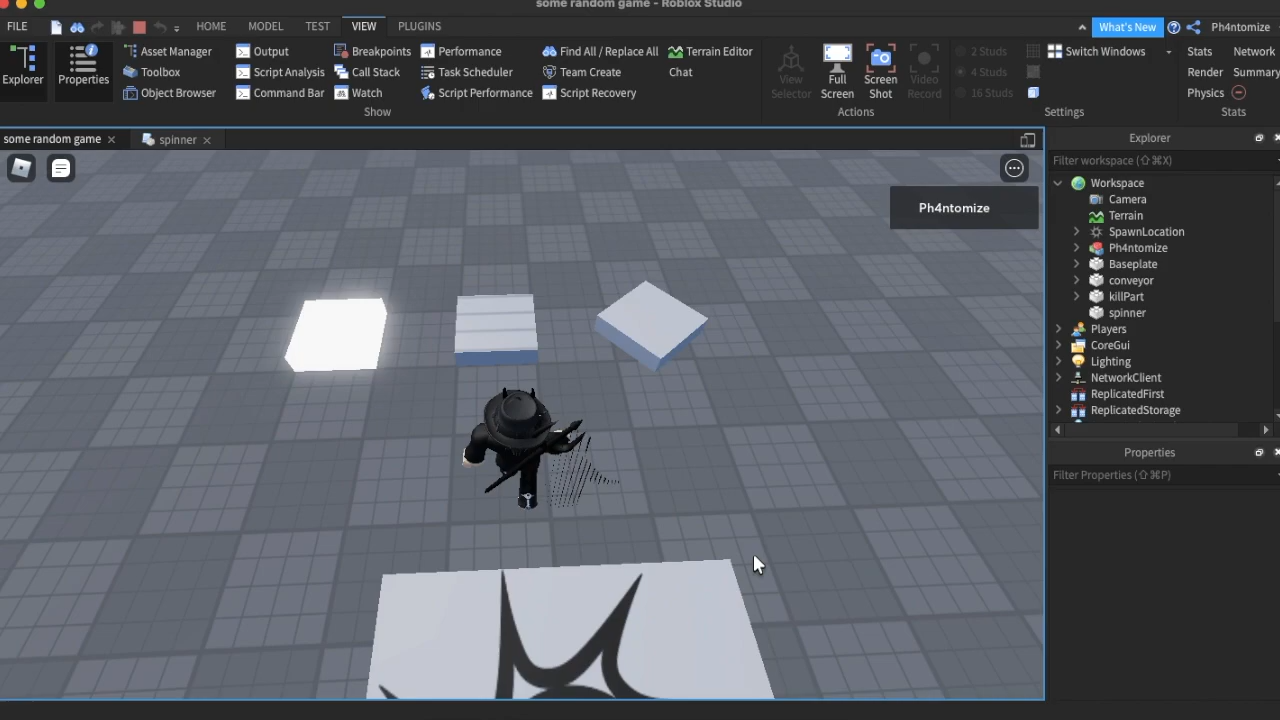 some random game - Roblox Studio
FILE HOME MODEL TEST VIEW PLUGINS What's New Ph4ntomize
Explorer
Properties
Asset Manager
Toolbox
Object Browser
Output
Script Analysis
Command Bar
Breakpoints
Call Stack
Watch
Performance
Task Scheduler
Script Performance
Find All / Replace All
Team Create
Script Recovery
Terrain Editor
Chat
Show
View Selector
Full Screen
Screen Shot
Video Record
Actions
2 Studs
4 Studs
16 Studs
Switch Windows
Settings
Stats Network
Render Summary
Physics
Stats
some random game
spinner
Ph4ntomize
Explorer
Filter workspace (⇧⌘X)
Workspace
Camera
Terrain
SpawnLocation
Ph4ntomize
Baseplate
conveyor
killPart
spinner
Players
CoreGui
Lighting
NetworkClient
ReplicatedFirst
ReplicatedStorage
Properties
Filter Properties (⇧⌘P)